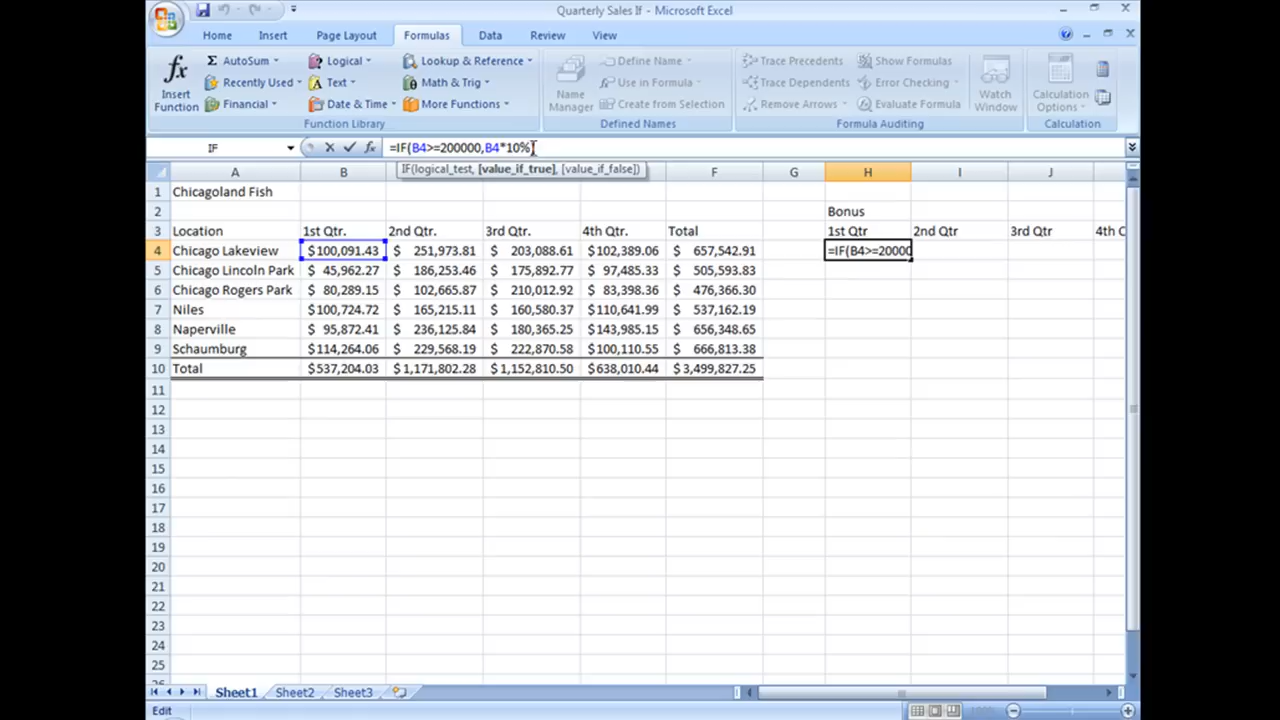 Quarterly Sales If - Microsoft Excel
Home Insert Page Layout Formulas Data Review View
Insert Function
Σ AutoSum
Recently Used
Financial
Logical
Text
Date & Time
Lookup & Reference
Math & Trig
More Functions
Function Library
Name Manager
Define Name
Use in Formula
Create from Selection
Defined Names
Trace Precedents
Trace Dependents
Remove Arrows
Show Formulas
Error Checking
Evaluate Formula
Watch Window
Formula Auditing
Calculation Options
Calculation
IF fx =IF(B4>=200000,B4*10%
IF(logical_test, [value_if_true], [value_if_false])
A B F G H I J
1 Chicagoland Fish
2 Bonus
3 Location 1st Qtr. 2nd Qtr. 3rd Qtr. 4th Qtr. Total 1st Qtr 2nd Qtr 3rd Qtr 4th C
4 Chicago Lakeview $100,091.43 $ 251,973.81 $ 203,088.61 $102,389.06 $ 657,542.91 =IF(B4>=20000
5 Chicago Lincoln Park $ 45,962.27 $ 186,253.46 $ 175,892.77 $ 97,485.33 $ 505,593.83
6 Chicago Rogers Park $ 80,289.15 $ 102,665.87 $ 210,012.92 $ 83,398.36 $ 476,366.30
7 Niles $100,724.72 $ 165,215.11 $ 160,580.37 $110,641.99 $ 537,162.19
8 Naperville $ 95,872.41 $ 236,125.84 $ 180,365.25 $143,985.15 $ 656,348.65
9 Schaumburg $114,264.06 $ 229,568.19 $ 222,870.58 $100,110.55 $ 666,813.38
10 Total $537,204.03 $1,171,802.28 $1,152,810.50 $638,010.44 $3,499,827.25
11
12
13
14
15
16
17
18
19
20
21
22
23
24
25
Sheet1 Sheet2 Sheet3
Edit